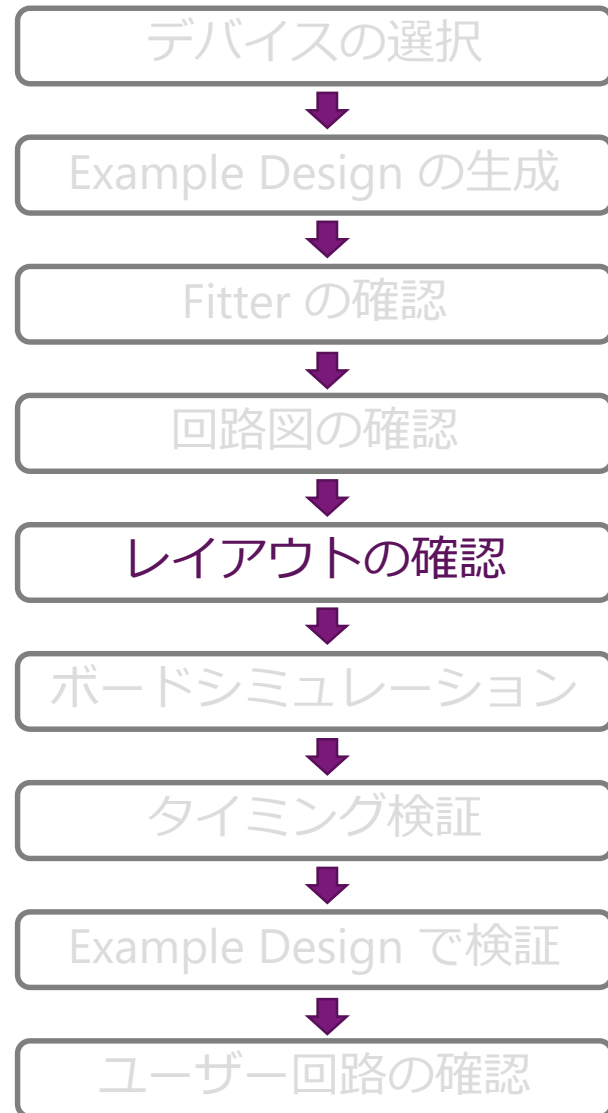 デバイスの選択
Example Design の生成
Fitter の確認
回路図の確認
レイアウトの確認
ボードシミュレーション
タイミング検証
Example Design で検証
ユーザー回路の確認